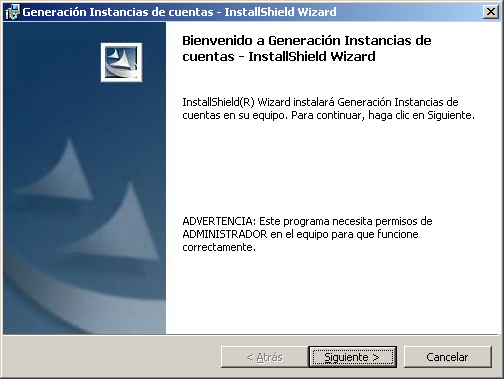 Generación Instancias de cuentas - InstallShield Wizard
Bienvenido a Generación Instancias de
cuentas - InstallShield Wizard
InstallShield(R) Wizard instalará Generación Instancias de
cuentas en su equipo. Para continuar, haga clic en Siguiente.
ADVERTENCIA: Este programa necesita permisos de
ADMINISTRADOR en el equipo para que funcione
correctamente.
< Atrás
Siguiente >
Cancelar